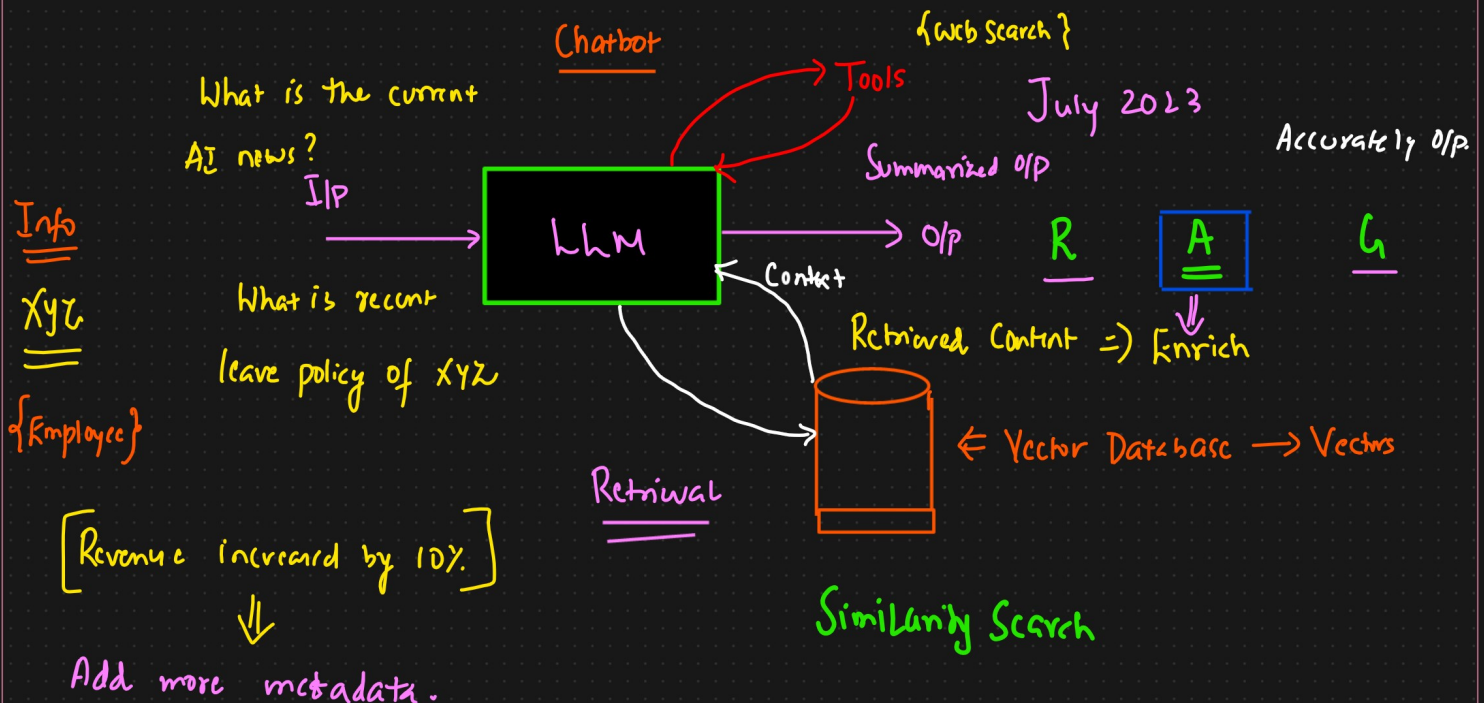 Chatbot
{Web Search}
What is the current
AI news?
Tools
July 2023
Accurately O/P.
Summarized O/P
I/P
Info
LLM
O/P
R A G
Context
XYZ
What is recent
leave policy of XYZ
Retrieved Content => Enrich
{Employee}
<= Vector Database → Vectors
Retrival
[Revenue increared by 10%.]
Similarity Search
Add more metadata.